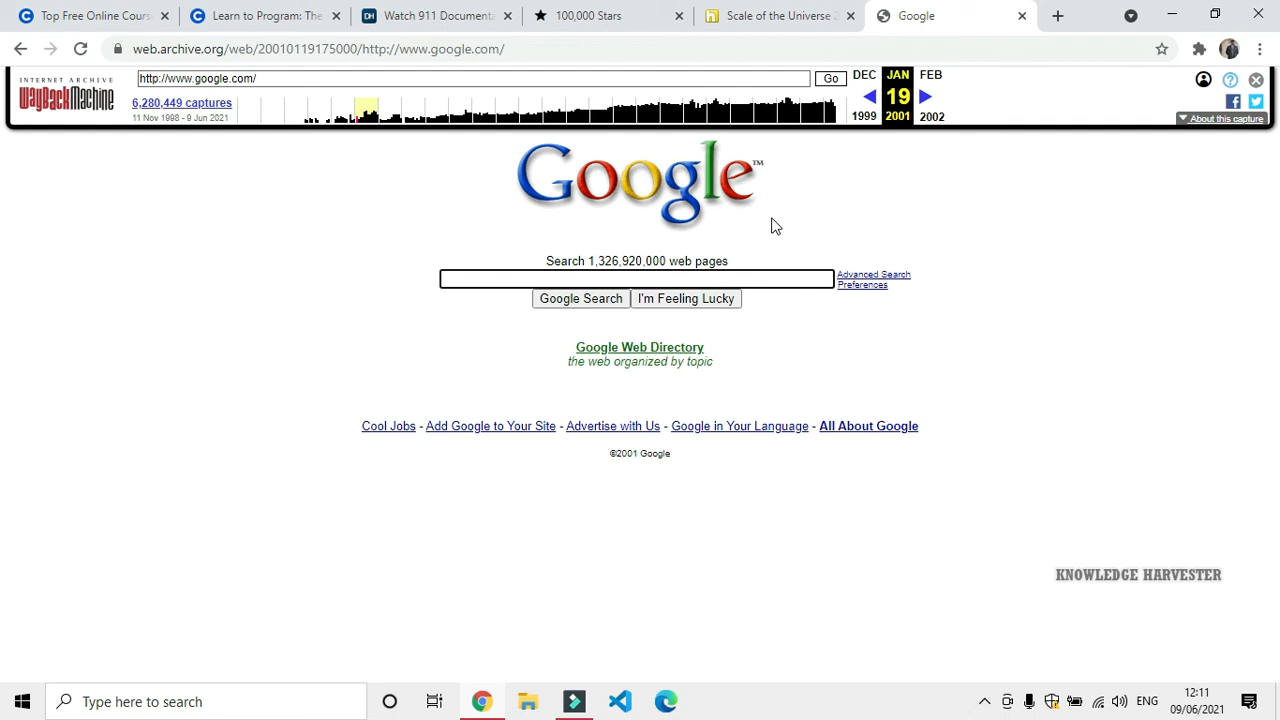 Top Free Online Cours
Learn to Program: The
Watch 911 Documenta
100,000 Stars
Scale of the Universe 2
Google
web.archive.org/web/20010119175000/http://www.google.com/
INTERNET ARCHIVE
WayBackMachine
http://www.google.com/
Go
DEC
JAN
FEB
6,280,449 captures
11 Nov 1998 - 9 Jun 2021
19
1999
2001
2002
About this capture
Google™
Search 1,326,920,000 web pages
Advanced Search
Preferences
Google Search
I'm Feeling Lucky
Google Web Directory
the web organized by topic
Cool Jobs - Add Google to Your Site - Advertise with Us - Google in Your Language - All About Google
©2001 Google
KNOWLEDGE HARVESTER
Type here to search
ENG
12:11
09/06/2021